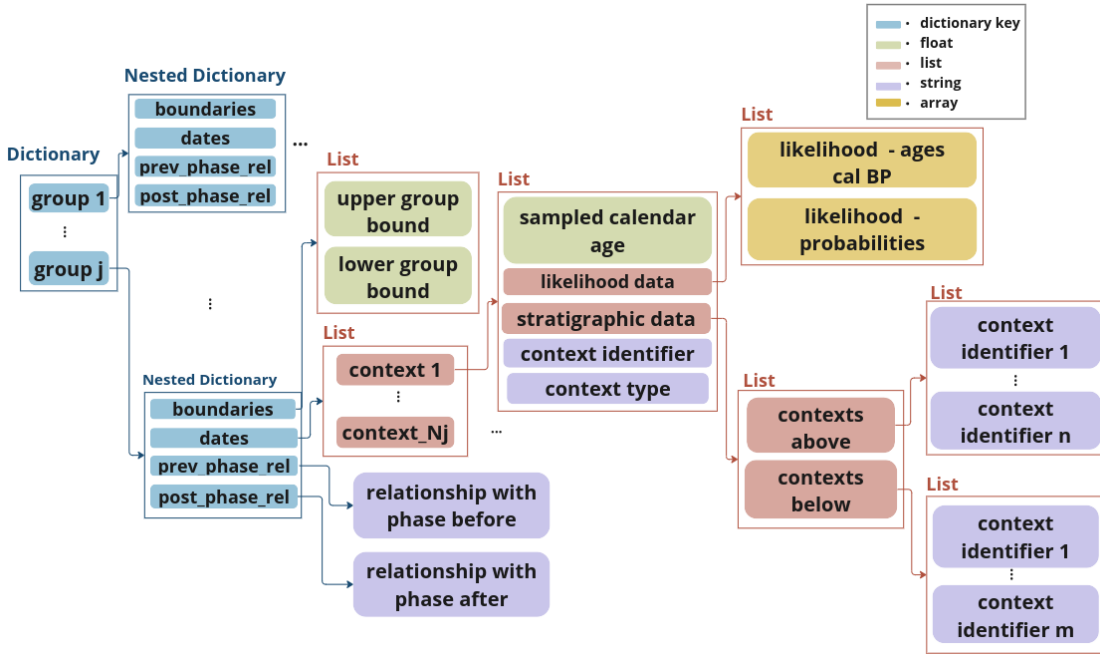 · dictionary key
· float
· list
· string
· array
Nested Dictionary
boundaries
dates
prev_phase_rel
post_phase_rel
...
Dictionary
group 1
...
group j
...
List
upper group
bound
lower group
bound
List
sampled calendar
age
likelihood data
stratigraphic data
context identifier
context type
List
likelihood - ages
cal BP
likelihood -
probabilities
Nested Dictionary
boundaries
dates
prev_phase_rel
post_phase_rel
List
context 1
...
context_Nj
...
relationship with
phase before
relationship with
phase after
List
contexts
above
contexts
below
List
context
identifier 1
...
context
identifier n
List
context
identifier 1
...
context
identifier m